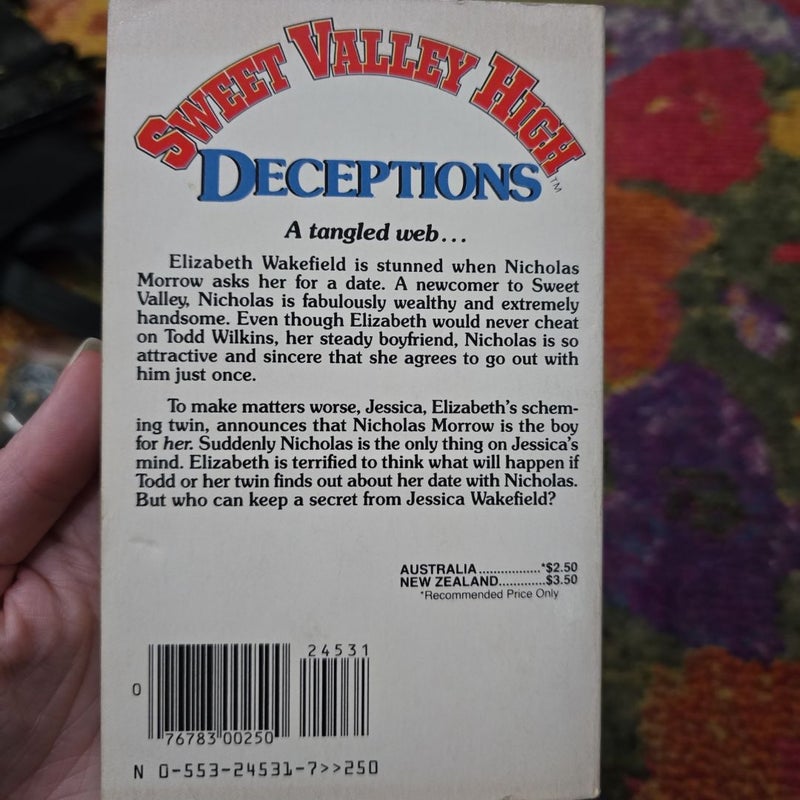 SWEET VALLEY HIGH™
DECEPTIONS
A tangled web...
Elizabeth Wakefield is stunned when Nicholas
Morrow asks her for a date. A newcomer to Sweet
Valley, Nicholas is fabulously wealthy and extremely
handsome. Even though Elizabeth would never cheat
on Todd Wilkins, her steady boyfriend, Nicholas is so
attractive and sincere that she agrees to go out with
him just once.
To make matters worse, Jessica, Elizabeth's schem-
ing twin, announces that Nicholas Morrow is the boy
for her. Suddenly Nicholas is the only thing on Jessica's
mind. Elizabeth is terrified to think what will happen if
Todd or her twin finds out about her date with Nicholas.
But who can keep a secret from Jessica Wakefield?
AUSTRALIA.................*$2.50
NEW ZEALAND............$3.50
*Recommended Price Only
24531
0
76783 00250
N 0-553-24531-7>>250